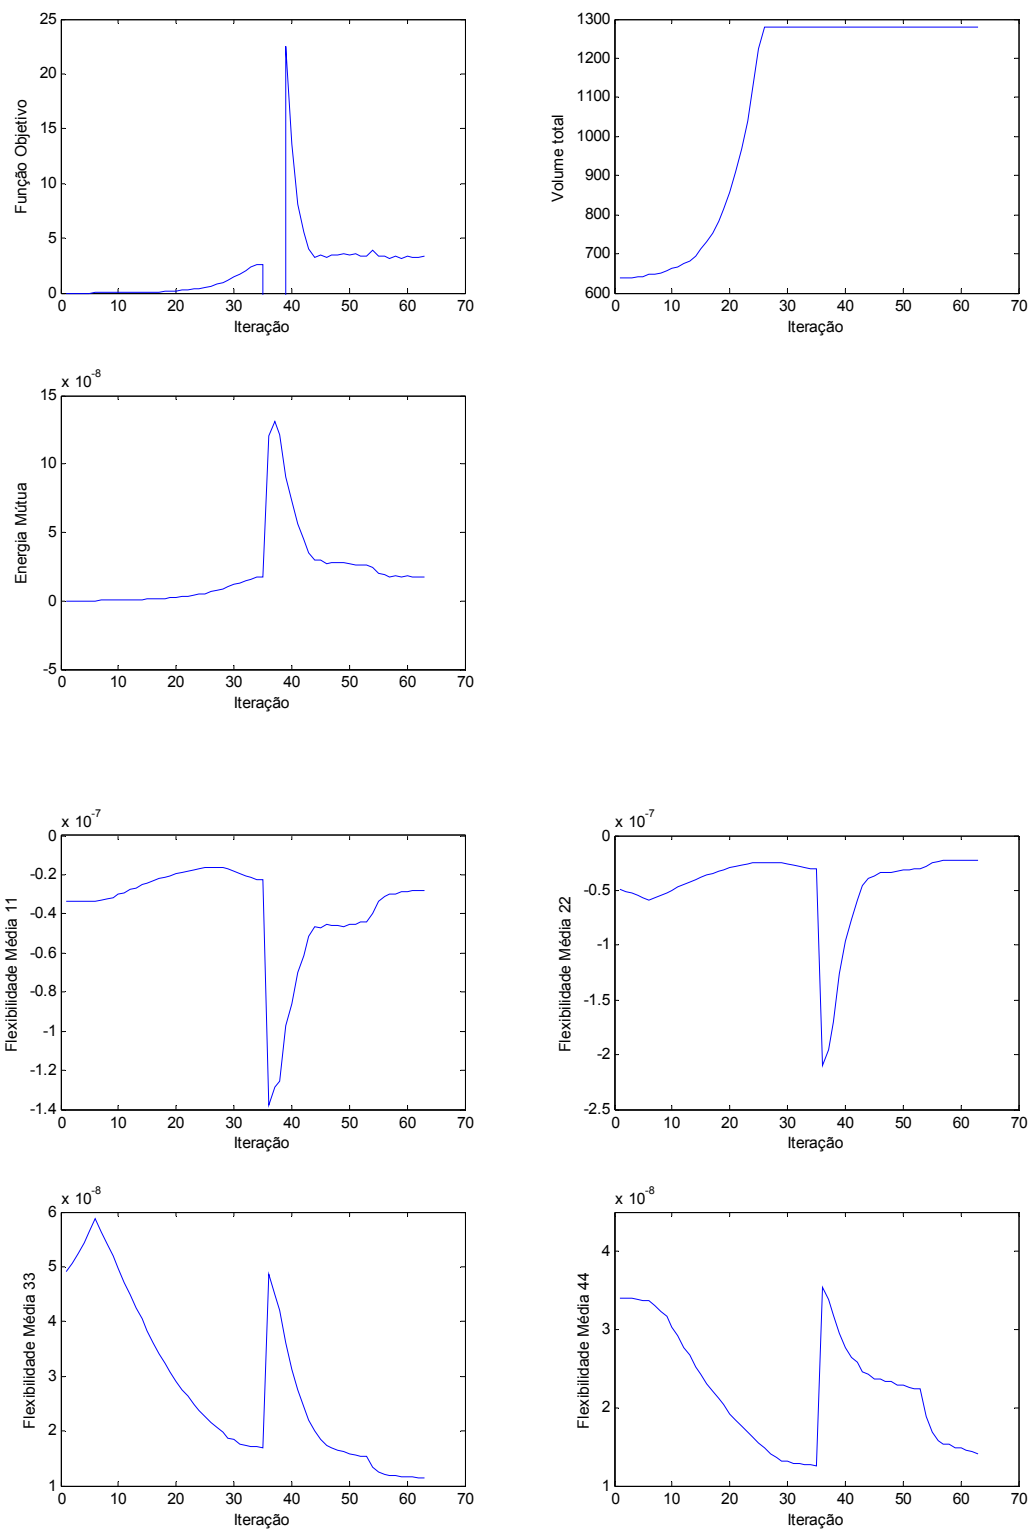 25
20
15
10
5
0
Função Objetivo
0 10 20 30 40 50 60 70
Iteração
1300
1200
1100
1000
900
800
700
600
Volume total
0 10 20 30 40 50 60 70
Iteração
x 10-8
15
10
5
0
-5
Energia Mútua
0 10 20 30 40 50 60 70
Iteração
x 10-7
0
-0.2
-0.4
-0.6
-0.8
-1
-1.2
-1.4
Flexibilidade Média 11
0 10 20 30 40 50 60 70
Iteração
x 10-7
0
-0.5
-1
-1.5
-2
-2.5
Flexibilidade Média 22
0 10 20 30 40 50 60 70
Iteração
x 10-8
6
5
4
3
2
1
Flexibilidade Média 33
0 10 20 30 40 50 60 70
Iteração
x 10-8
4
3
2
1
Flexibilidade Média 44
0 10 20 30 40 50 60 70
Iteração